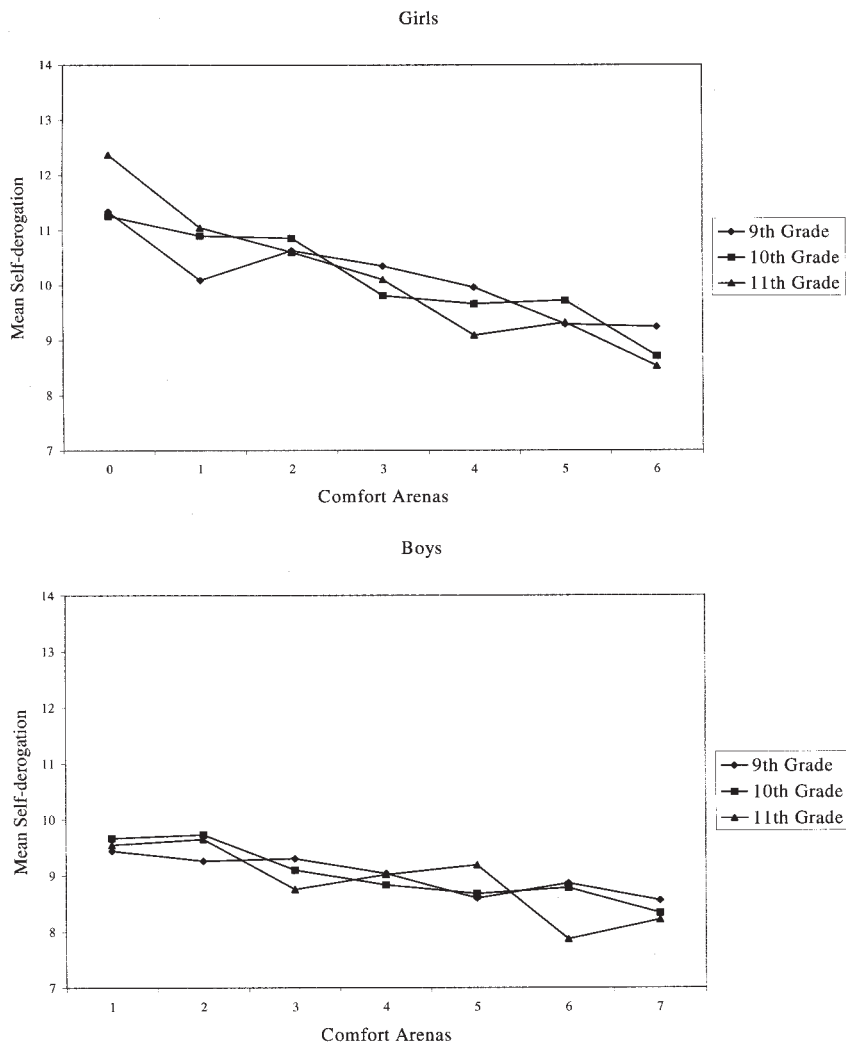 Girls
14
13
12
11
10
9
8
7
Mean Self-derogation
0 1 2 3 4 5 6
Comfort Arenas
9th Grade
10th Grade
11th Grade
Boys
14
13
12
11
10
9
8
7
Mean Self-derogation
1 2 3 4 5 6 7
Comfort Arenas
9th Grade
10th Grade
11th Grade